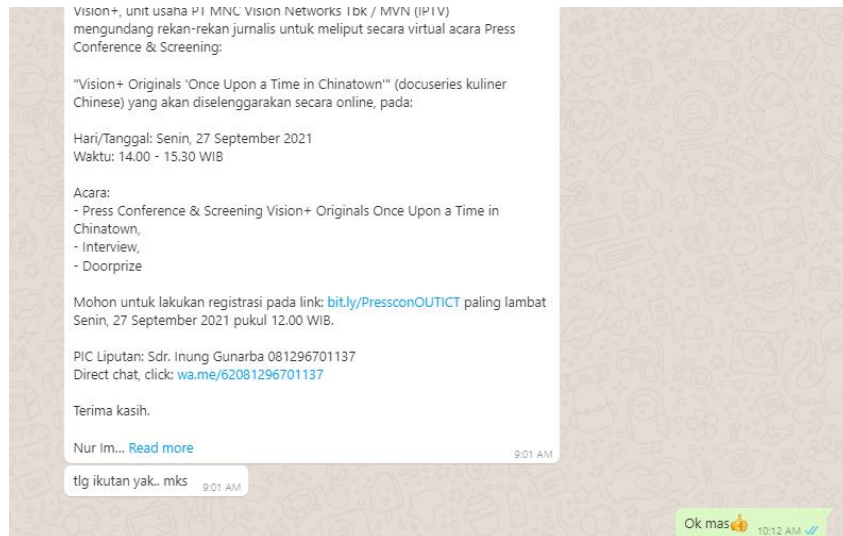 Vision+, unit usaha PT MNC Vision Networks Tbk / MVN (IPTV)
mengundang rekan-rekan jurnalis untuk meliput secara virtual acara Press
Conference & Screening:
"Vision+ Originals 'Once Upon a Time in Chinatown'" (docuseries kuliner
Chinese) yang akan diselenggarakan secara online, pada:
Hari/Tanggal: Senin, 27 September 2021
Waktu: 14.00 - 15.30 WIB
Acara:
- Press Conference & Screening Vision+ Originals Once Upon a Time in
Chinatown,
- Interview,
- Doorprize
Mohon untuk lakukan registrasi pada link: bit.ly/PressconOUTICT paling lambat
Senin, 27 September 2021 pukul 12.00 WIB.
PIC Liputan: Sdr. Inung Gunarba 081296701137
Direct chat, click: wa.me/62081296701137
Terima kasih.
Nur Im... Read more
9:01 AM
tlg ikutan yak.. mks 9:01 AM
Ok mas👍 10:12 AM